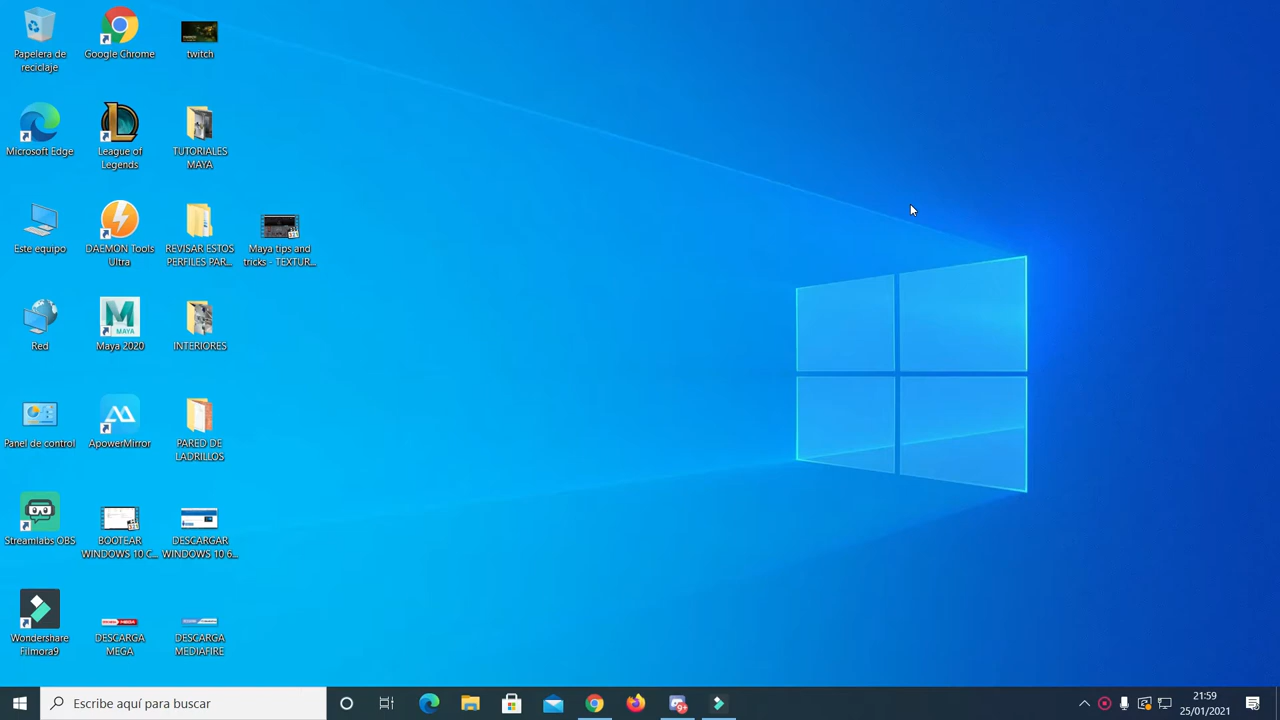 Papelera de
reciclaje
Google Chrome
twitch
Microsoft Edge
League of
Legends
TUTORIALES
MAYA
Este equipo
DAEMON Tools
Ultra
REVISAR ESTOS
PERFILES PAR...
Maya tips and
tricks - TEXTUR...
Red
MAYA
Maya 2020
INTERIORES
Panel de control
ApowerMirror
PARED DE
LADRILLOS
Streamlabs OBS
BOOTEAR
WINDOWS 10 C...
DESCARGAR
WINDOWS 10 6...
Wondershare
Filmora9
DESCARGA
MEGA
DESCARGA
MEDIAFIRE
Escribe aquí para buscar
21:59
25/01/2021